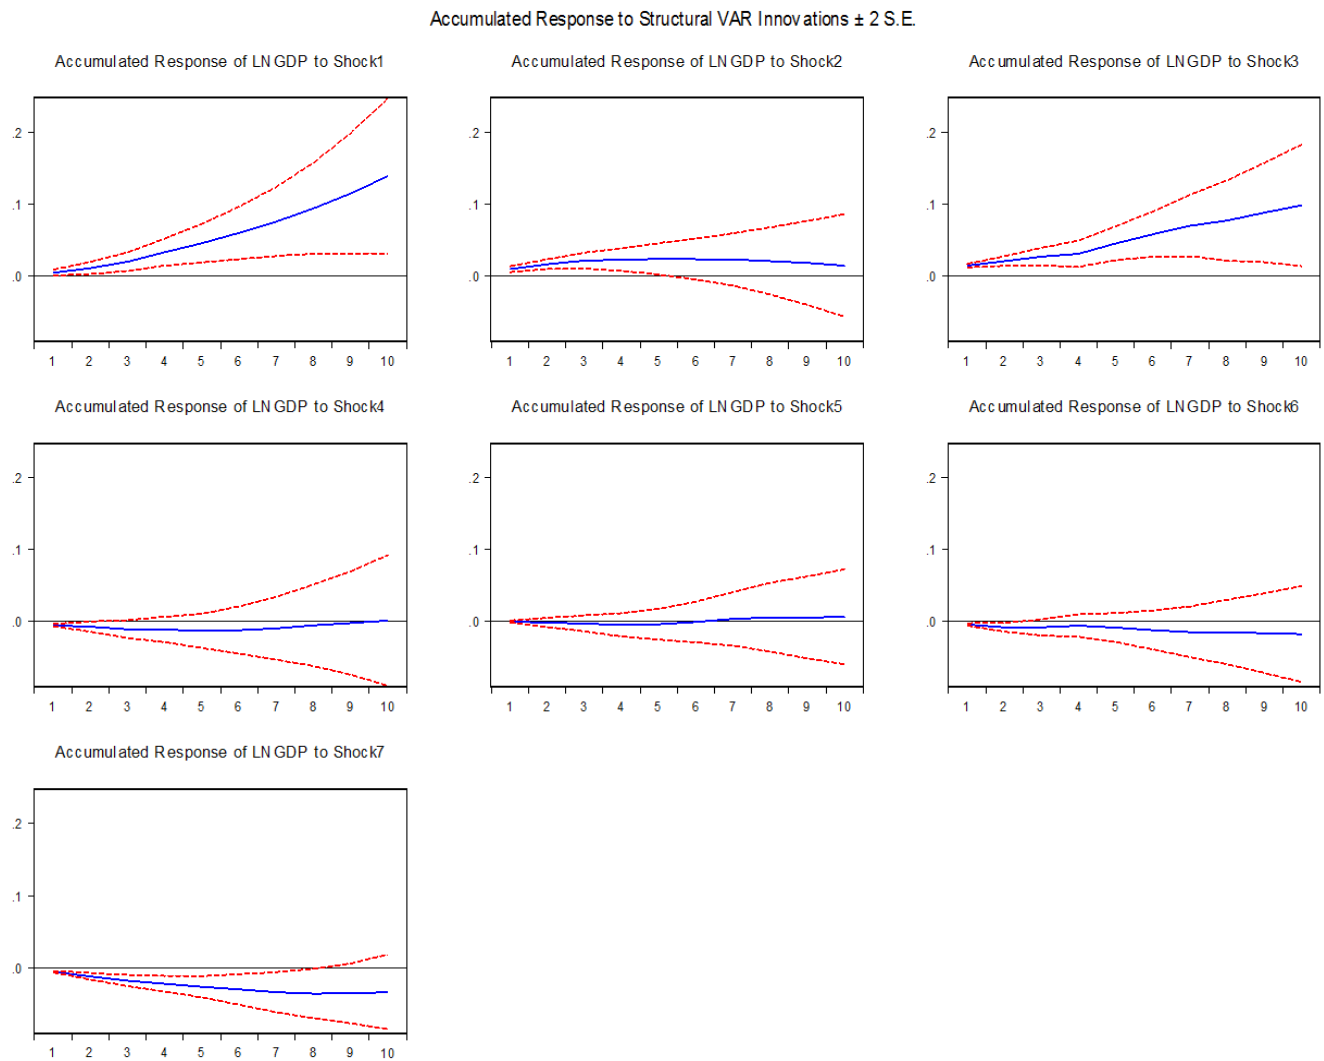 Accumulated Response to Structural VAR Innovations ± 2 S.E.
Accumulated Response of LNGDP to Shock1
.2
.1
.0
1 2 3 4 5 6 7 8 9 10
Accumulated Response of LNGDP to Shock2
.2
.1
.0
1 2 3 4 5 6 7 8 9 10
Accumulated Response of LNGDP to Shock3
.2
.1
.0
1 2 3 4 5 6 7 8 9 10
Accumulated Response of LNGDP to Shock4
.2
.1
.0
1 2 3 4 5 6 7 8 9 10
Accumulated Response of LNGDP to Shock5
.2
.1
.0
1 2 3 4 5 6 7 8 9 10
Accumulated Response of LNGDP to Shock6
.2
.1
.0
1 2 3 4 5 6 7 8 9 10
Accumulated Response of LNGDP to Shock7
.2
.1
.0
1 2 3 4 5 6 7 8 9 10